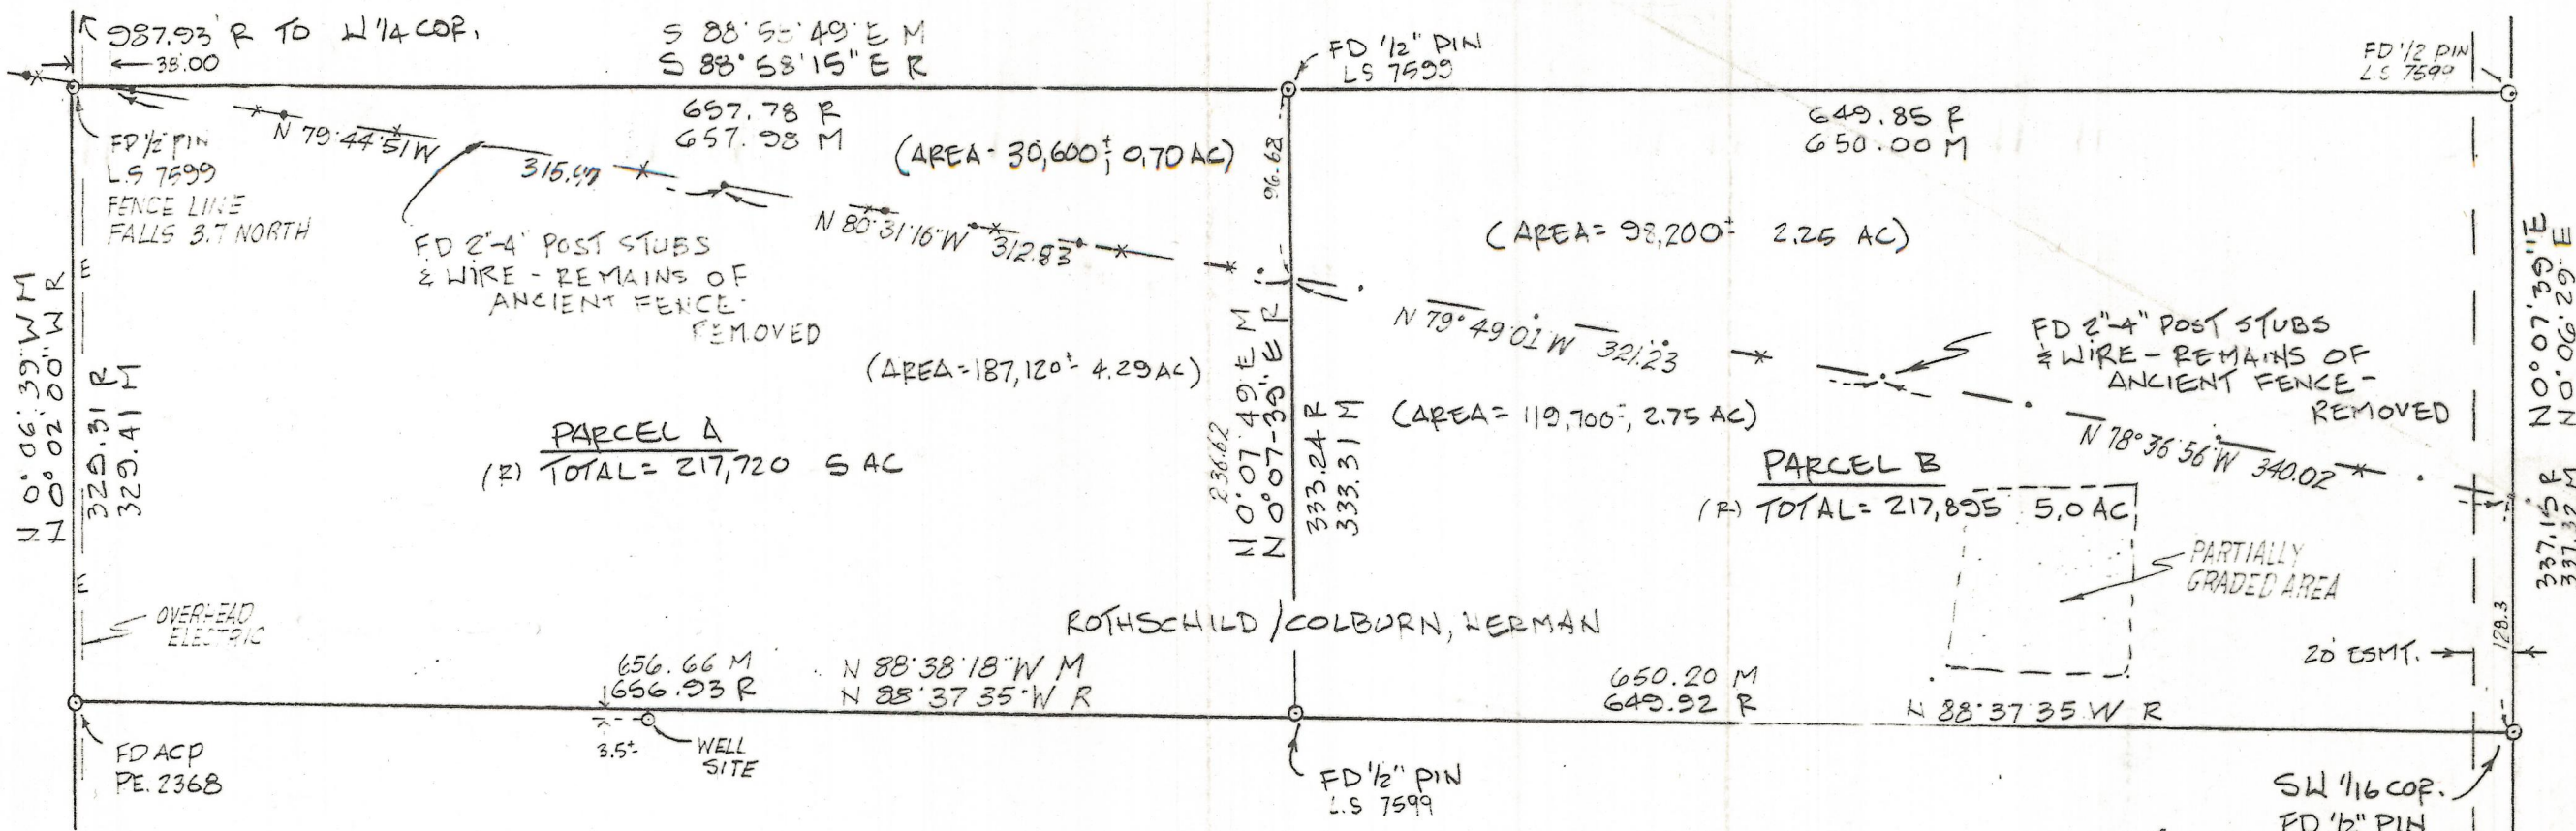 987.93' R TO W 1/4 COR.
38.00
S 88° 58' 15" E R
657.78 R
657.98 M
FD 1/2" PIN
LS 7599
FD 1/2 PIN
L.S 7599
649.85 R
650.00 M
FD 1/2 PIN
L.S 7599
FENCE LINE
FALLS 3.7 NORTH
N 79°44'51 W
315.97
(AREA - 30,600± 0.70 AC)
96.68
FD 2"-4" POST STUBS
& WIRE - REMAINS OF
ANCIENT FENCE -
REMOVED
N 80°31'16" W 312.83
(AREA = 98,200± 2.25 AC)
N 79° 49'01 W 321.23
FD 2"-4" POST STUBS
& WIRE - REMAINS OF
ANCIENT FENCE -
REMOVED
N 78° 36'56" W 340.02
(AREA = 187,120± 4.29 AC)
(AREA = 119,700±, 2.75 AC)
N 0° 06' 39" W M
N 0° 02' 00" W R
329.31 R
329.41 M
E
E
PARCEL A
(R) TOTAL = 217,720 5 AC
236.62
N 0° 07' 49" E M
N 0° 07-39" E R
333.24 R
333.31 M
PARCEL B
(R) TOTAL = 217,895 5.0 AC
PARTIALLY
GRADED AREA
N 0° 07' 39" E
N 0° 06' 29" E
337.15 R
337.32 M
128.3
20' ESMT.
OVERHEAD
ELECTRIC
ROTHSCHILD / COLBURN, WERMAN
656.66 M
656.93 R
N 88°38'18" W M
N 88°37'35" W R
650.20 M
649.92 R
N 88°37'35 W R
FD ACP
PE. 2368
3.5±
WELL
SITE
FD 1/2" PIN
L.S 7599
SW 1/16 COR.
FD 1/2" PIN